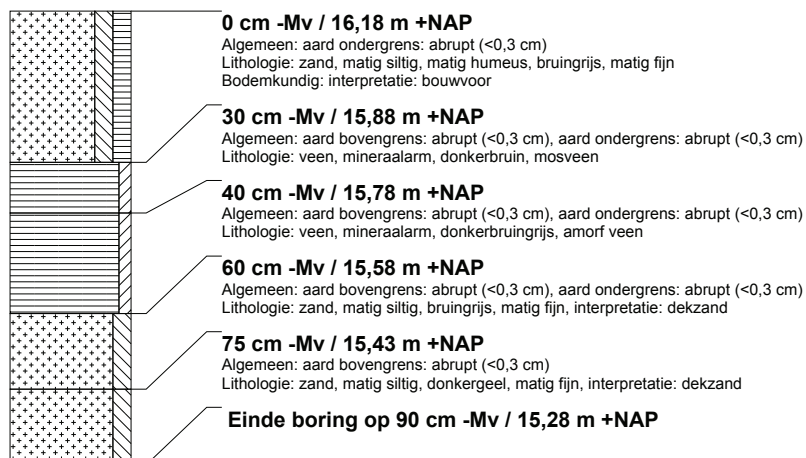 0 cm -Mv / 16,18 m +NAP
Algemeen: aard ondergrens: abrupt (<0,3 cm)
Lithologie: zand, matig siltig, matig humeus, bruingrijs, matig fijn
Bodemkundig: interpretatie: bouwvoor
30 cm -Mv / 15,88 m +NAP
Algemeen: aard bovengrens: abrupt (<0,3 cm), aard ondergrens: abrupt (<0,3 cm)
Lithologie: veen, mineraalarm, donkerbruin, mosveen
40 cm -Mv / 15,78 m +NAP
Algemeen: aard bovengrens: abrupt (<0,3 cm), aard ondergrens: abrupt (<0,3 cm)
Lithologie: veen, mineraalarm, donkerbruingrijs, amorf veen
60 cm -Mv / 15,58 m +NAP
Algemeen: aard bovengrens: abrupt (<0,3 cm), aard ondergrens: abrupt (<0,3 cm)
Lithologie: zand, matig siltig, bruingrijs, matig fijn, interpretatie: dekzand
75 cm -Mv / 15,43 m +NAP
Algemeen: aard bovengrens: abrupt (<0,3 cm)
Lithologie: zand, matig siltig, donkergeel, matig fijn, interpretatie: dekzand
Einde boring op 90 cm -Mv / 15,28 m +NAP